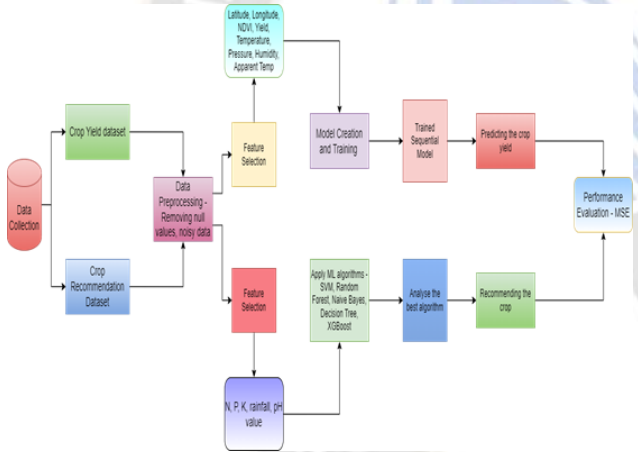 Latitude, Longitude,
NDVI, Yield,
Temperature,
Pressure, Humidity,
Apparent Temp
Crop Yield dataset
Feature
Selection
Model Creation
and Training
Trained
Sequential
Model
Predicting the crop
yield
Data
Collection
Data
Preprocessing -
Removing null
values, noisy data
Performance
Evaluation - MSE
Crop
Recommendation
Dataset
Feature
Selection
Apply ML algorithms -
SVM, Random
Forest, Naive Bayes,
Decision Tree,
XGBoost
Analyse the
best algorithm
Recommending the
crop
N, P, K, rainfall, pH
value